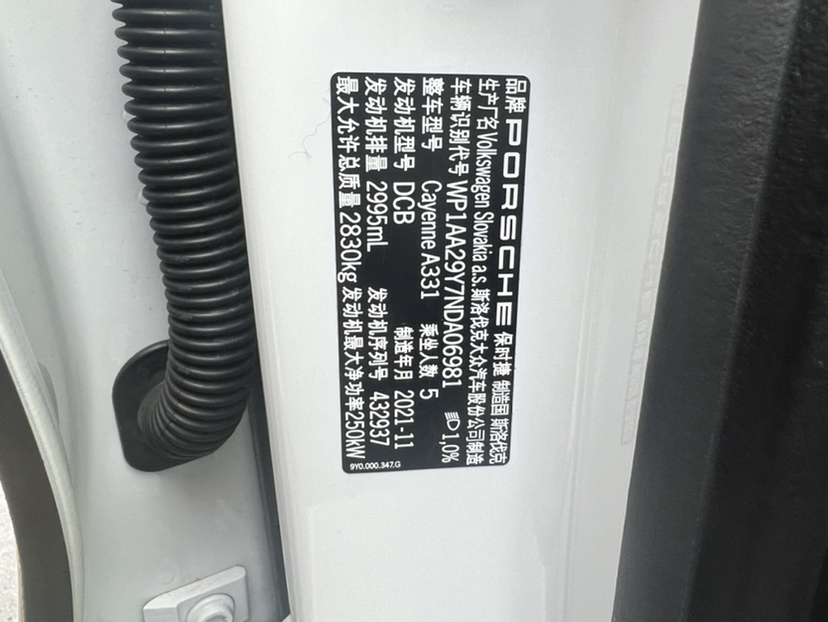 品牌 PORSCHE 保时捷 制造国 斯洛伐克
生产厂名 Volkswagen Slovakia a.s.斯洛伐克大众汽车股份公司制造
车辆识别代号 WP1AA29Y7NDA06981 1,0%
整车型号 Cayenne A331 乘坐人数 5
发动机型号 DCB 制造年月 2021-11
发动机排量 2995mL 发动机序列号 432937
最大允许总质量 2830kg 发动机最大净功率250kW
9Y0.000.347.G